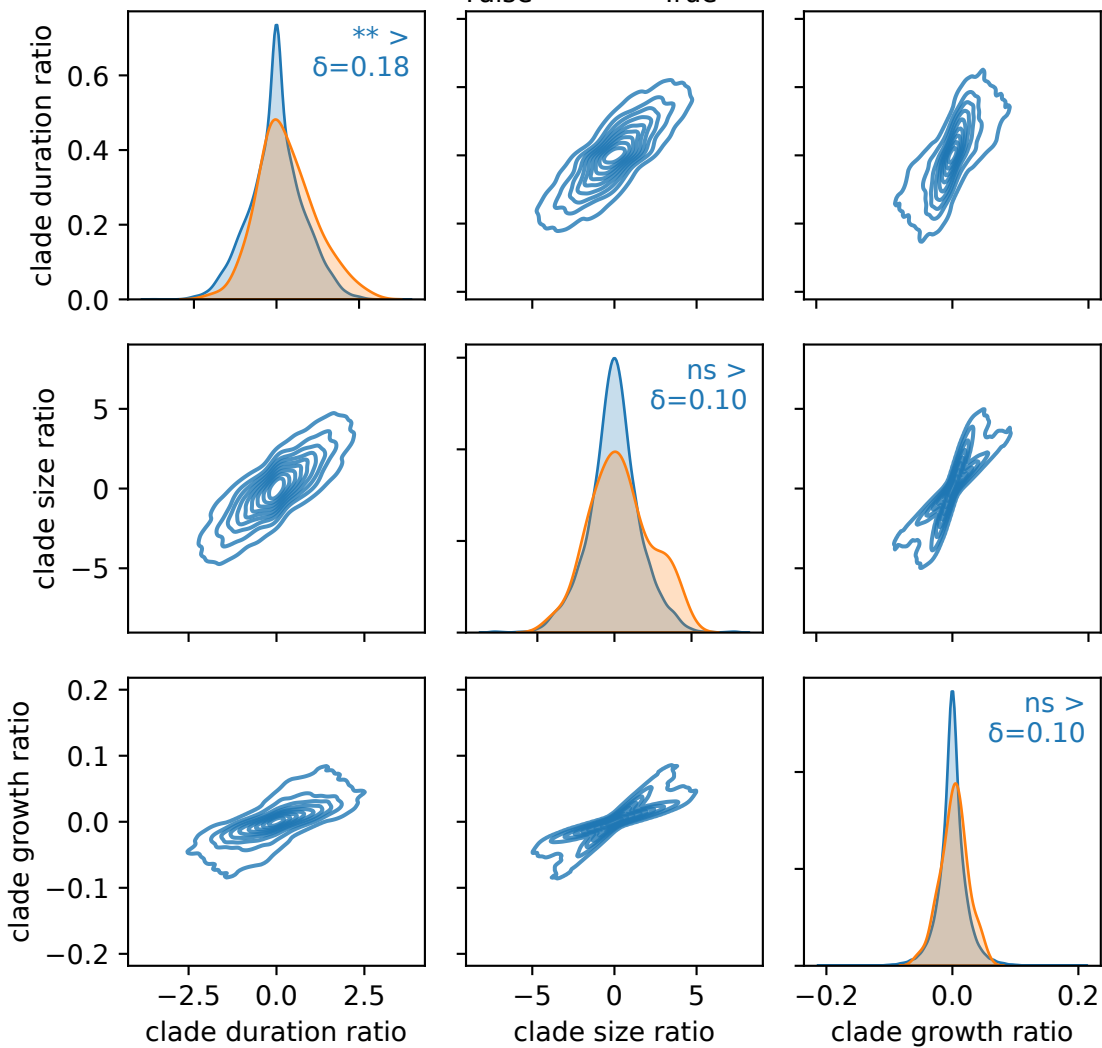 False True
clade duration ratio
0.6
0.4
0.2
0.0
** >
δ=0.18
clade size ratio
5
0
−5
ns >
δ=0.10
clade growth ratio
0.2
0.1
0.0
−0.1
−0.2
ns >
δ=0.10
−2.5 0.0 2.5
−5 0 5
−0.2 0.0 0.2
clade duration ratio
clade size ratio
clade growth ratio